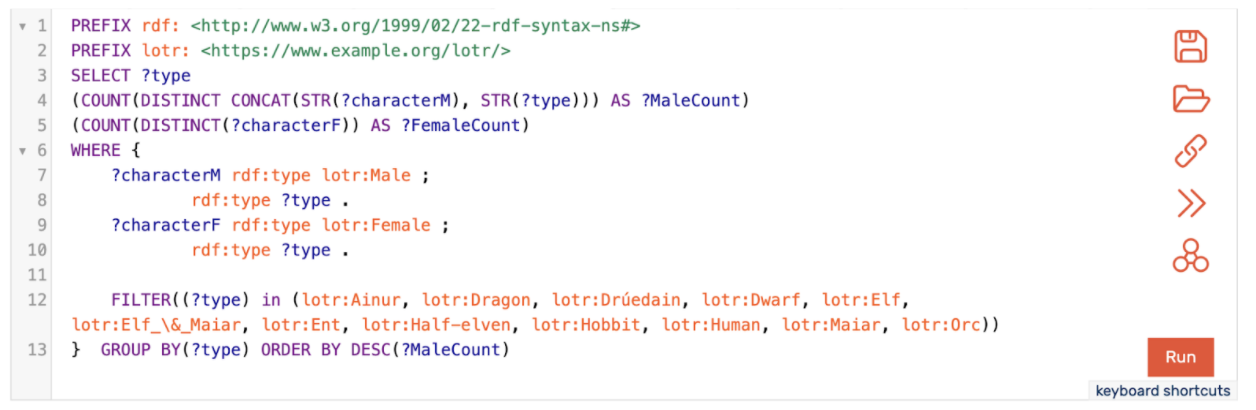 1 PREFIX rdf: <http://www.w3.org/1999/02/22-rdf-syntax-ns#>
2 PREFIX lotr: <https://www.example.org/lotr/>
3 SELECT ?type
4 (COUNT(DISTINCT CONCAT(STR(?characterM), STR(?type))) AS ?MaleCount)
5 (COUNT(DISTINCT(?characterF)) AS ?FemaleCount)
6 WHERE {
7 ?characterM rdf:type lotr:Male ;
8 rdf:type ?type .
9 ?characterF rdf:type lotr:Female ;
10 rdf:type ?type .
11
12 FILTER((?type) in (lotr:Ainur, lotr:Dragon, lotr:Drúedain, lotr:Dwarf, lotr:Elf,
lotr:Elf_\&_Maiar, lotr:Ent, lotr:Half-elven, lotr:Hobbit, lotr:Human, lotr:Maiar, lotr:Orc))
13 } GROUP BY(?type) ORDER BY DESC(?MaleCount)
Run
keyboard shortcuts